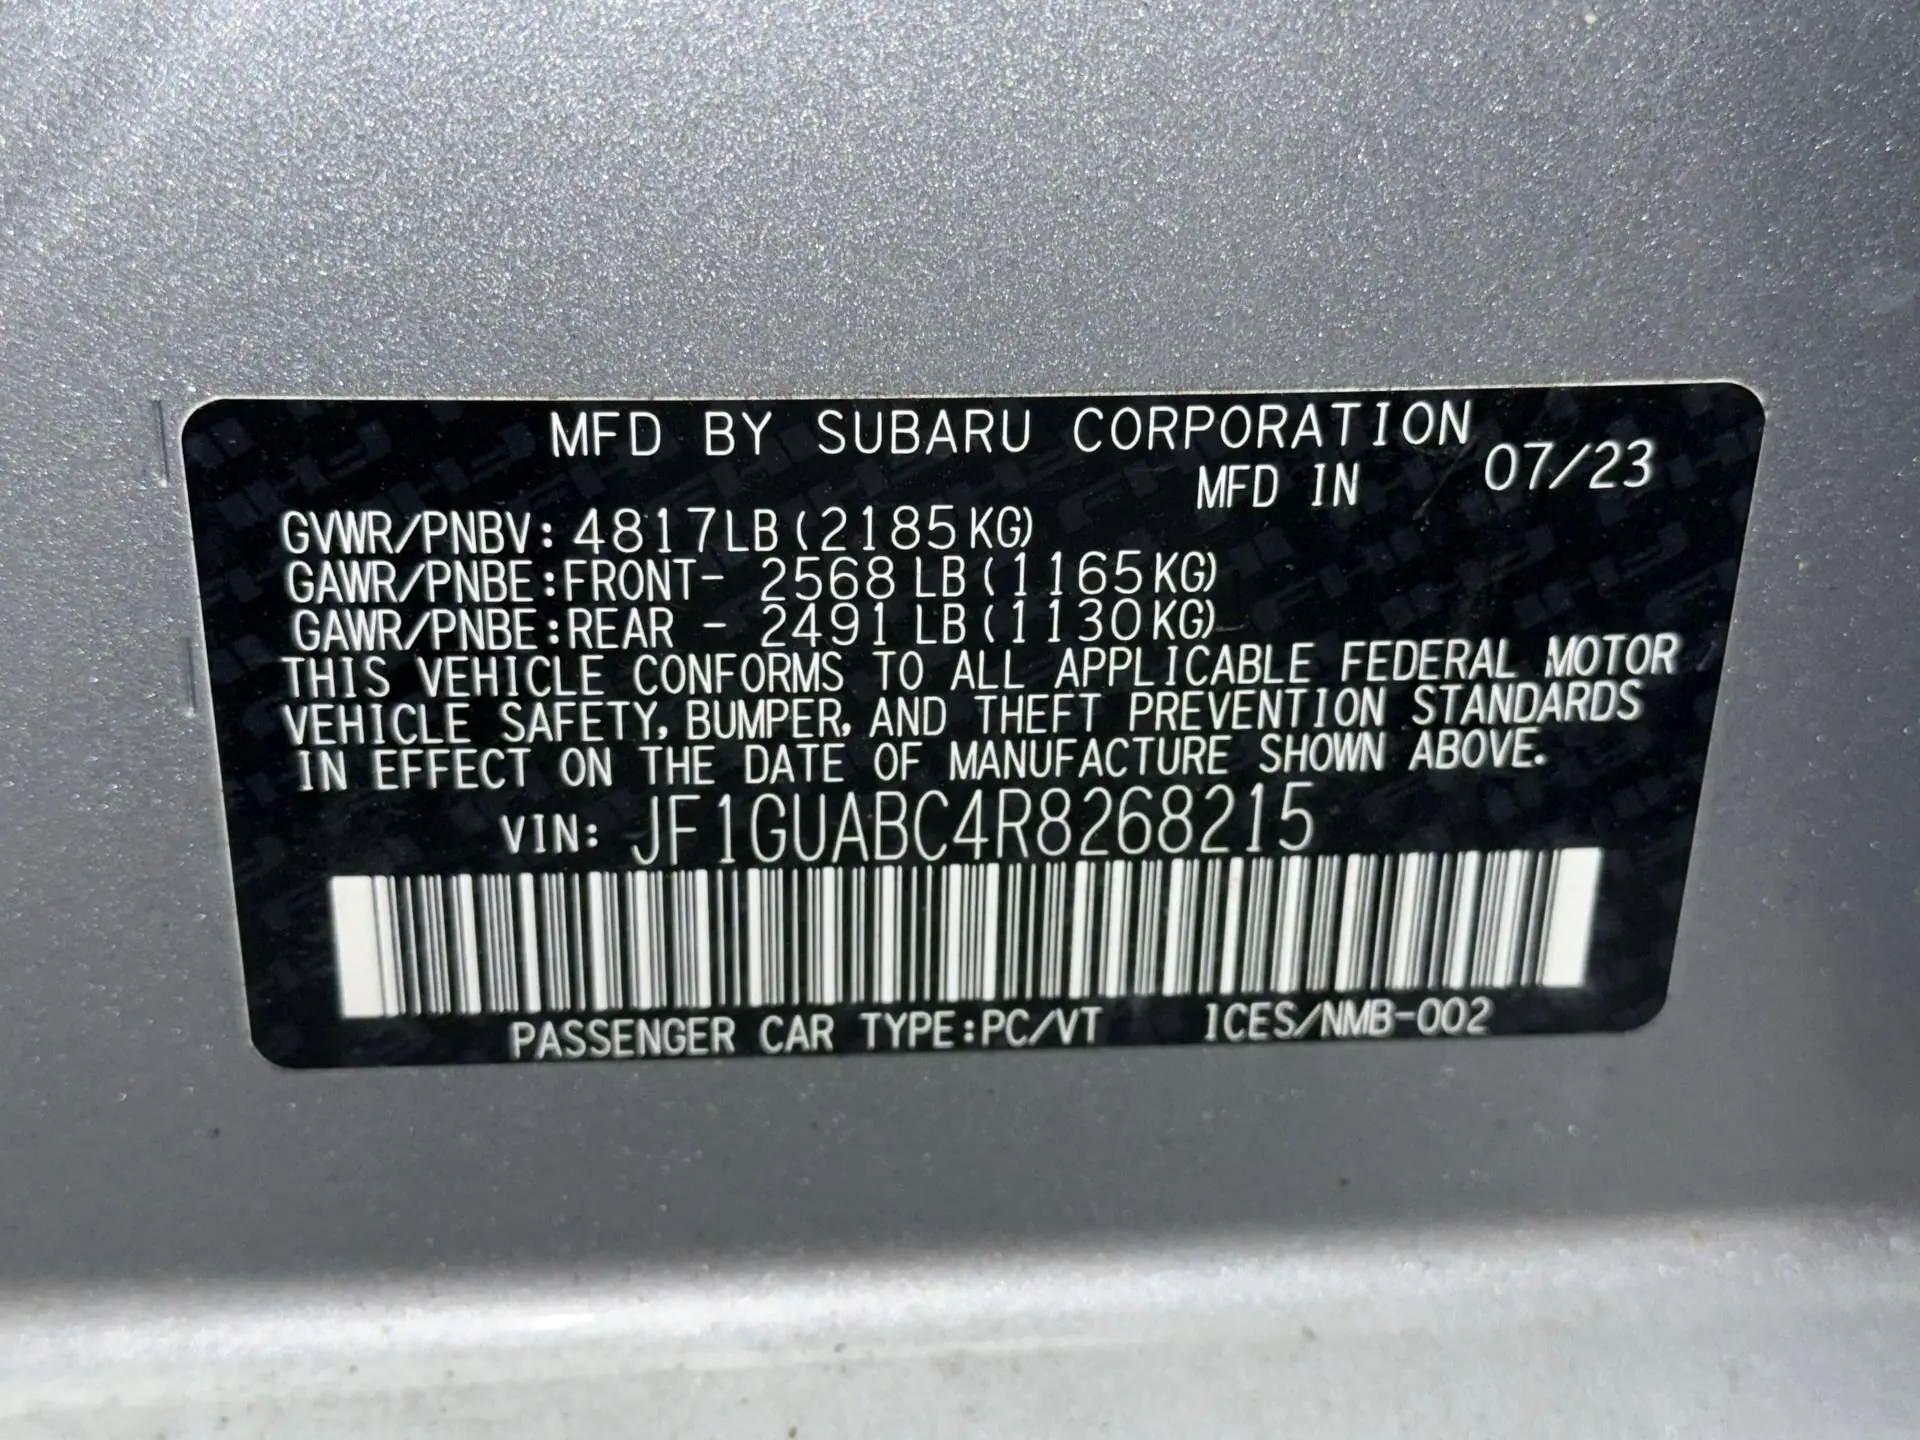 MFD BY SUBARU CORPORATION
MFD IN 07/23
GVWR/PNBV: 4817LB (2185KG)
GAWR/PNBE:FRONT- 2568 LB (1165KG)
GAWR/PNBE:REAR - 2491 LB (1130KG)
THIS VEHICLE CONFORMS TO ALL APPLICABLE FEDERAL MOTOR
VEHICLE SAFETY, BUMPER, AND THEFT PREVENTION STANDARDS
IN EFFECT ON THE DATE OF MANUFACTURE SHOWN ABOVE.
VIN: JF1GUABC4R8268215
PASSENGER CAR TYPE:PC/VT ICES/NMB-002